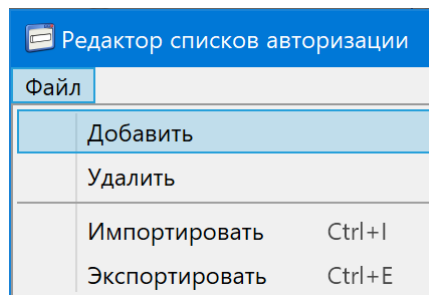 Редактор списков авторизации
Файл
Добавить
Удалить
Импортировать Ctrl+I
Экспортировать Ctrl+E